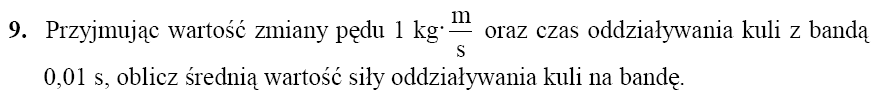 9. Przyjmując wartość zmiany pędu 1 kg·m/s oraz czas oddziaływania kuli z bandą
0,01 s, oblicz średnią wartość siły oddziaływania kuli na bandę.